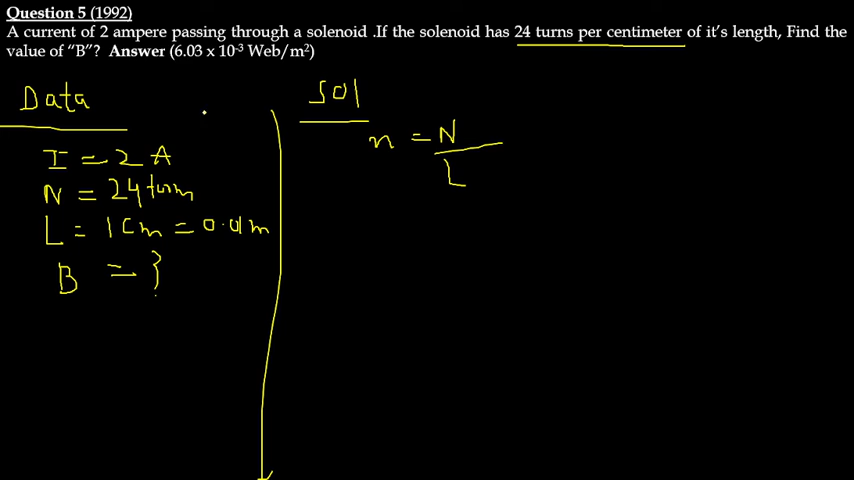 Question 5 (1992)
A current of 2 ampere passing through a solenoid .If the solenoid has 24 turns per centimeter of it's length, Find the
value of "B"? Answer (6.03 x 10-3 Web/m2)
Data
I = 2 A
N = 24 turn
L = 1 Cm = 0.01m
B = ?
Sol
n = N
L